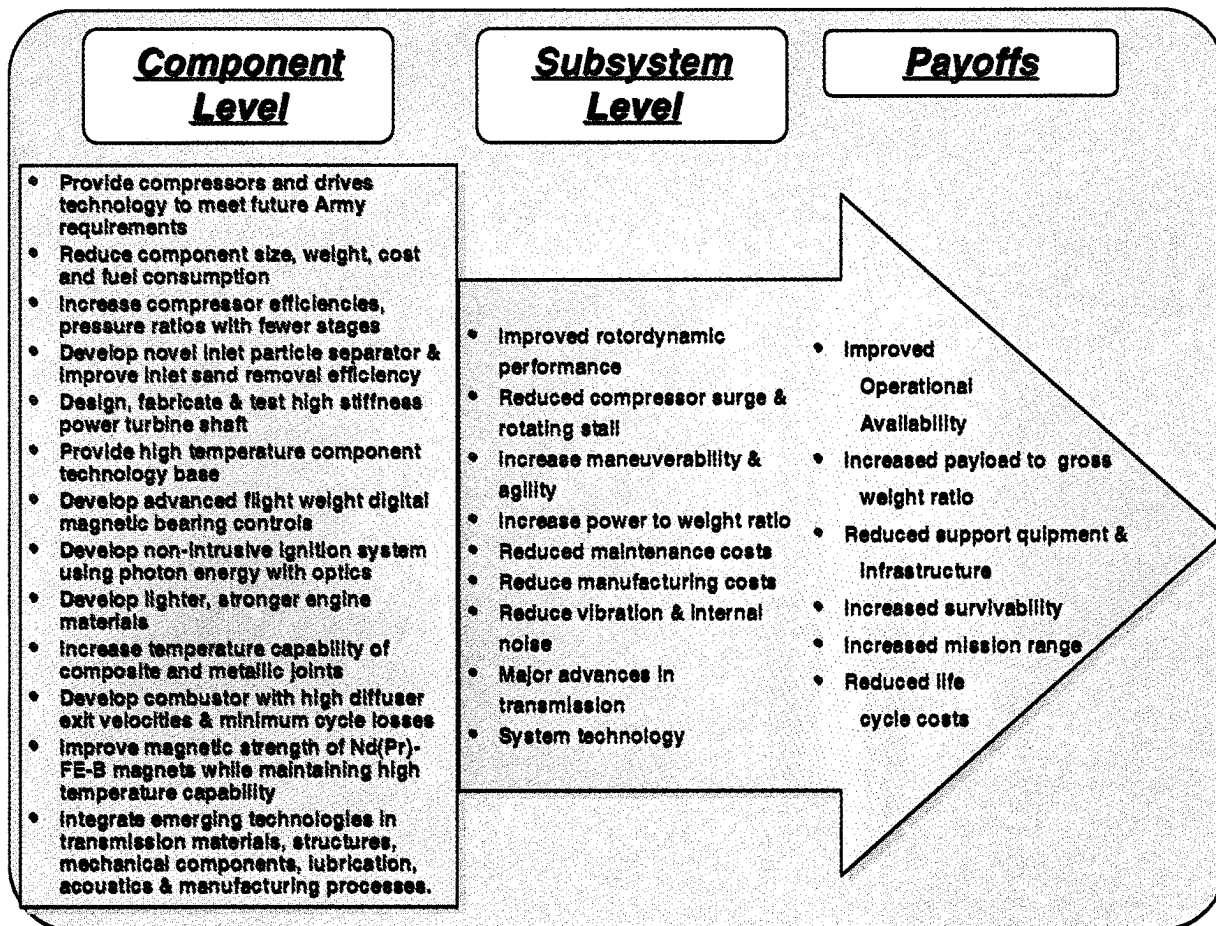 Component
Level
Subsystem
Level
Payoffs
• Provide compressors and drives
technology to meet future Army
requirements
• Reduce component size, weight, cost
and fuel consumption
• Increase compressor efficiencies,
pressure ratios with fewer stages
• Develop novel inlet particle separator &
improve inlet sand removal efficiency
• Design, fabricate & test high stiffness
power turbine shaft
• Provide high temperature component
technology base
• Develop advanced flight weight digital
magnetic bearing controls
• Develop non-intrusive ignition system
using photon energy with optics
• Develop lighter, stronger engine
materials
• Increase temperature capability of
composite and metallic joints
• Develop combustor with high diffuser
exit velocities & minimum cycle losses
• Improve magnetic strength of Nd(Pr)-
FE-B magnets while maintaining high
temperature capability
• Integrate emerging technologies in
transmission materials, structures,
mechanical components, lubrication,
acoustics & manufacturing processes.
• Improved rotordynamic
performance
• Reduced compressor surge &
rotating stall
• Increase maneuverability &
agility
• Increase power to weight ratio
• Reduced maintenance costs
• Reduce manufacturing costs
• Reduce vibration & internal
noise
• Major advances in
transmission
• System technology
• Improved
Operational
Availability
• Increased payload to gross
weight ratio
• Reduced support quipment &
infrastructure
• Increased survivability
• Increased mission range
• Reduced life
cycle costs